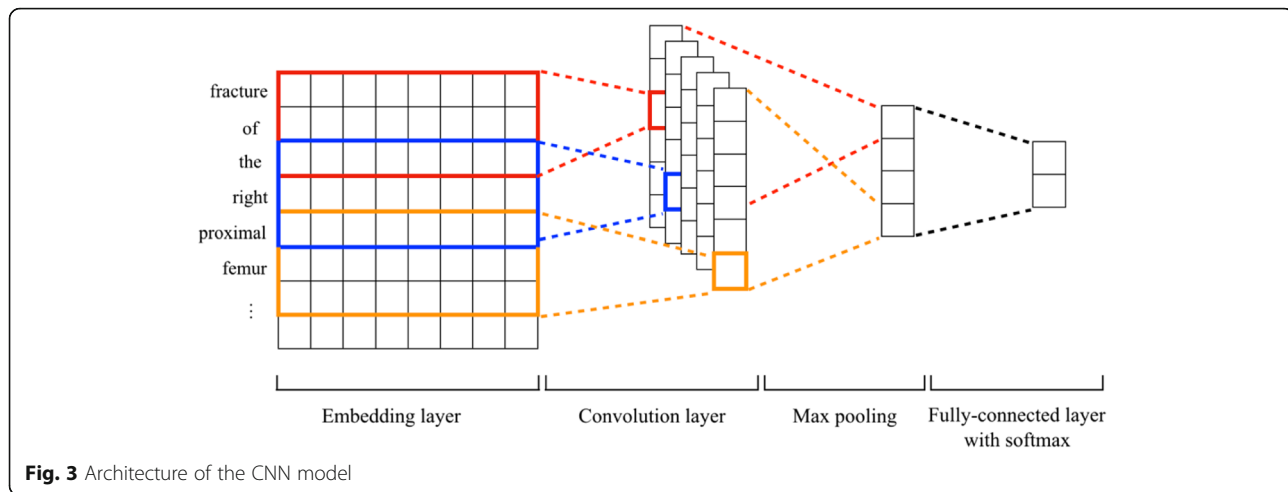 fracture
of
the
right
proximal
femur
⋮
Embedding layer
Convolution layer
Max pooling
Fully-connected layer
with softmax
Fig. 3 Architecture of the CNN model